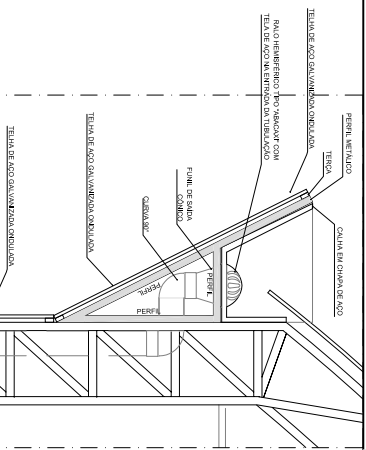 TELHA DE AÇO GALVANIZADA ONDULADA
RALO HEMISFÉRICO TIPO "ABACAXI" COM
TELA DE AÇO NA ENTRADA DA TUBULAÇÃO
PERFIL METÁLICO
TERÇA
CALHA EM CHAPA DE AÇO
FUNIL DE SAÍDA
CÔNICO
CURVA 90°
TELHA DE AÇO GALVANIZADA ONDULADA
TELHA DE AÇO GALVANIZADA ONDULADA
PERFIL
PERFIL
PERFIL